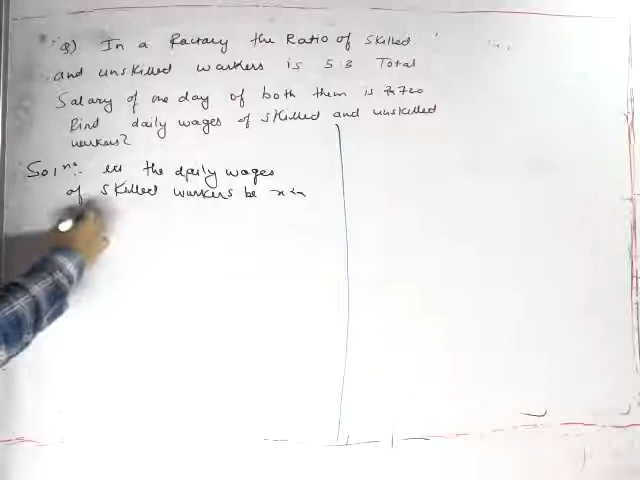 Q) In a Factory the Ratio of skilled
and unskilled workers is 5:3 Total
Salary of one day of both them is ₹720
Find daily wages of skilled and unskilled
workers?
Solnº:- let the daily wages
of skilled workers be